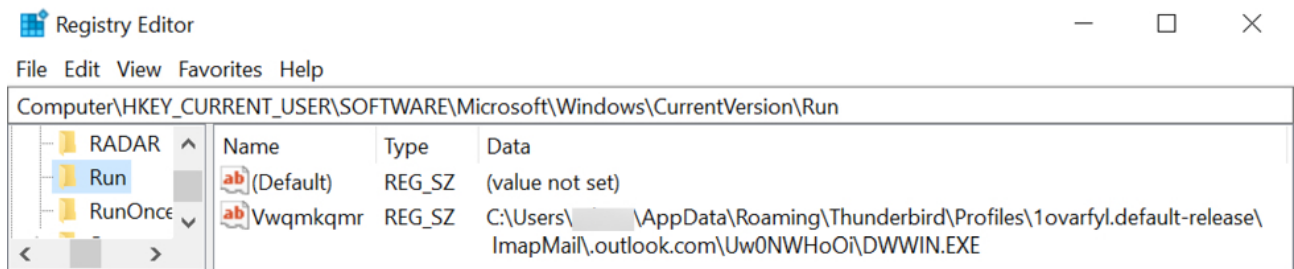 Registry Editor
File Edit View Favorites Help
Computer\HKEY_CURRENT_USER\SOFTWARE\Microsoft\Windows\CurrentVersion\Run
RADAR
Run
RunOnce
Name Type Data
(Default) REG_SZ (value not set)
Vwqmkqmr REG_SZ C:\Users\ \AppData\Roaming\Thunderbird\Profiles\1ovarfyl.default-release\
ImapMail\.outlook.com\Uw0NWHoOi\DWWIN.EXE